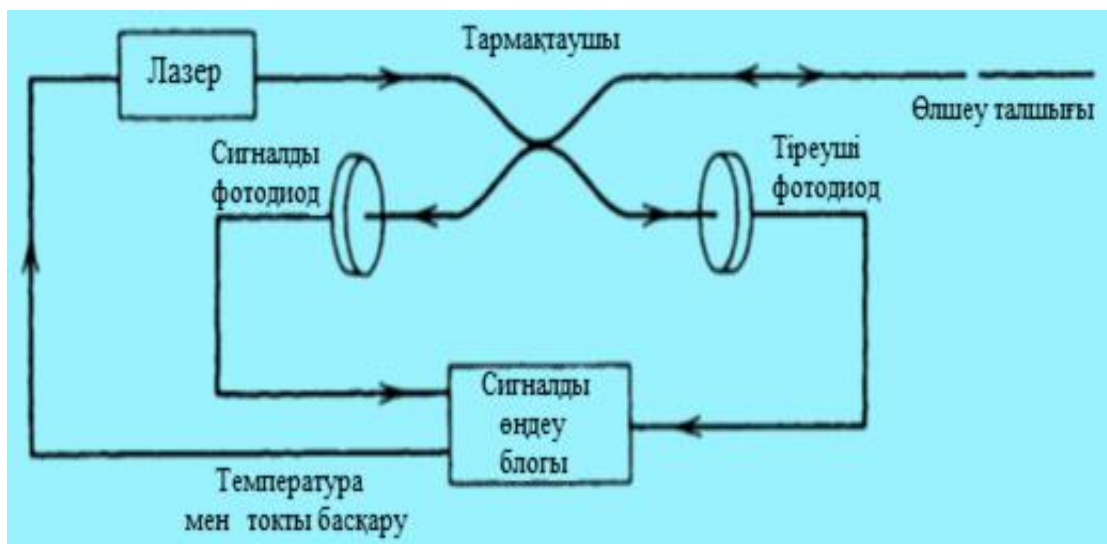 Тармақтаушы
Лазер
Өлшеу талшығы
Сигналды
фотодиод
Тіреуші
фотодиод
Сигналды
өңдеу
блогы
Температура
мен токты басқару